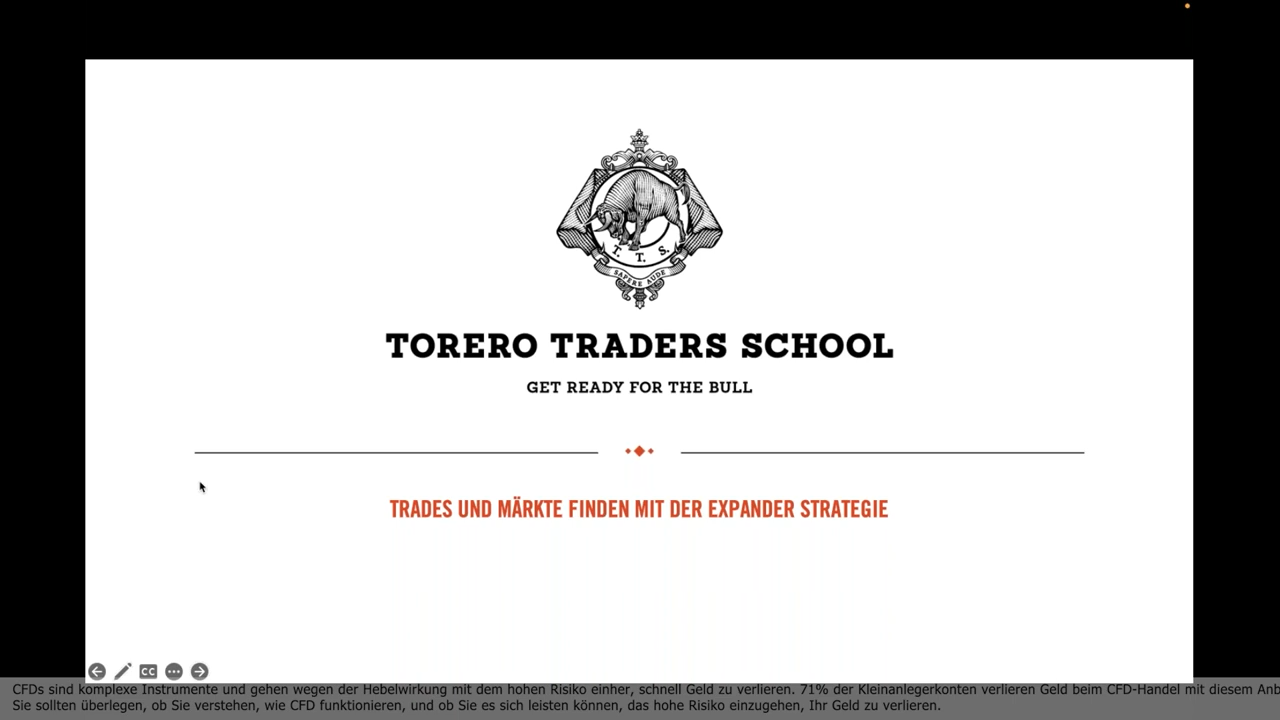 T. T. S.
SAPERE AUDE
TORERO TRADERS SCHOOL
GET READY FOR THE BULL
TRADES UND MÄRKTE FINDEN MIT DER EXPANDER STRATEGIE
CC
CFDs sind komplexe Instrumente und gehen wegen der Hebelwirkung mit dem hohen Risiko einher, schnell Geld zu verlieren. 71% der Kleinanlegerkonten verlieren Geld beim CFD-Handel mit diesem Anb
Sie sollten überlegen, ob Sie verstehen, wie CFD funktionieren, und ob Sie es sich leisten können, das hohe Risiko einzugehen, Ihr Geld zu verlieren.